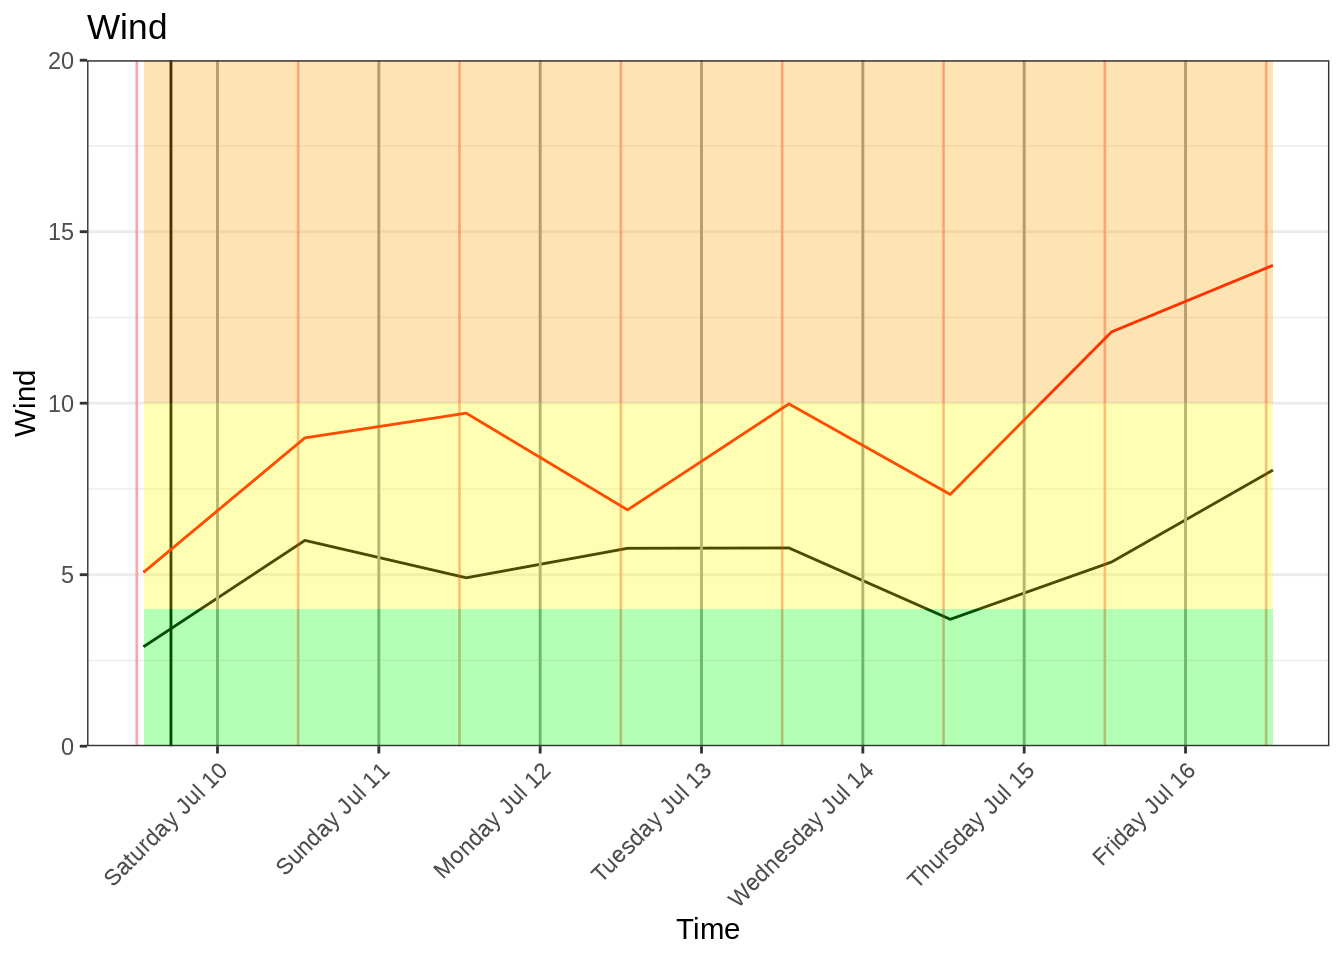 Wind
20
15
10
5
0
Wind
Saturday Jul 10
Sunday Jul 11
Monday Jul 12
Tuesday Jul 13
Wednesday Jul 14
Thursday Jul 15
Friday Jul 16
Time